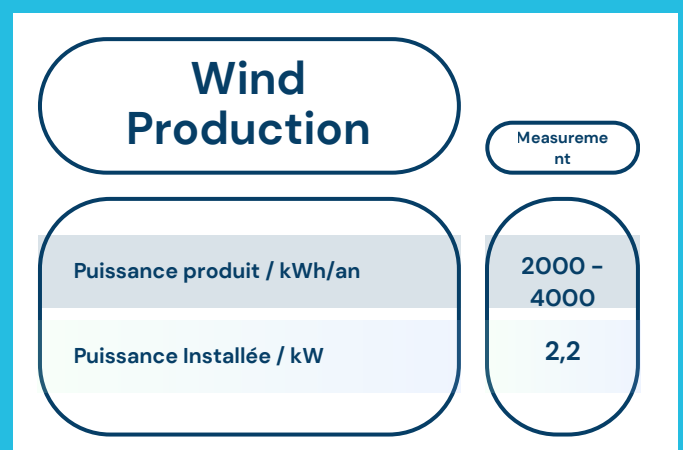 Wind
Production
Measureme
nt
Puissance produit / kWh/an
2000 -
4000
Puissance Installée / kW
2,2